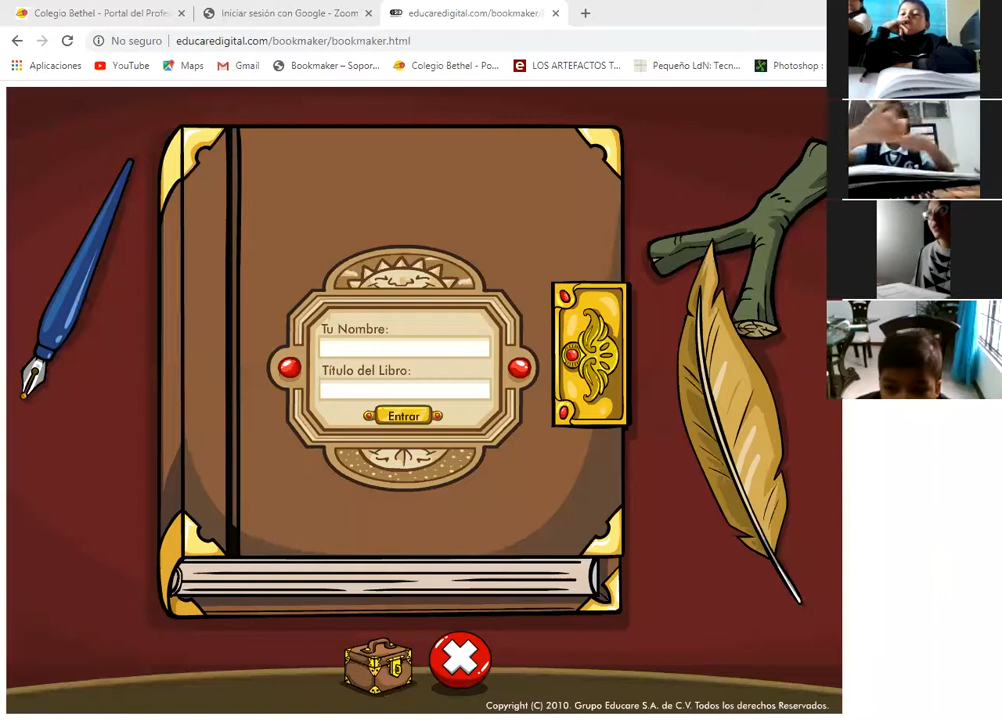 Colegio Bethel - Portal del Profes
Iniciar sesión con Google - Zoom
educaredigital.com/bookmaker/b
No seguro educaredigital.com/bookmaker/bookmaker.html
Aplicaciones YouTube Maps Gmail Bookmaker – Sopor... Colegio Bethel - Po... LOS ARTEFACTOS T... Pequeño LdN: Tecn... Photoshop :
Tu Nombre:
Título del Libro:
Entrar
Copyright (C) 2010. Grupo Educare S.A. de C.V. Todos los derechos Reservados.